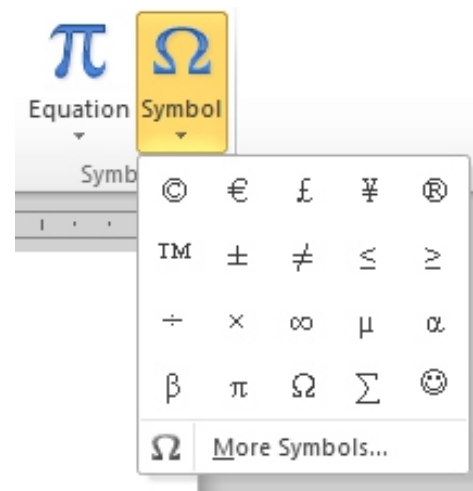 π Ω
Equation Symbol
Symb
© € £ ¥ ®
TM ± ≠ ≤ ≥
÷ × ∞ µ α
β π Ω ∑ ☺
Ω More Symbols...